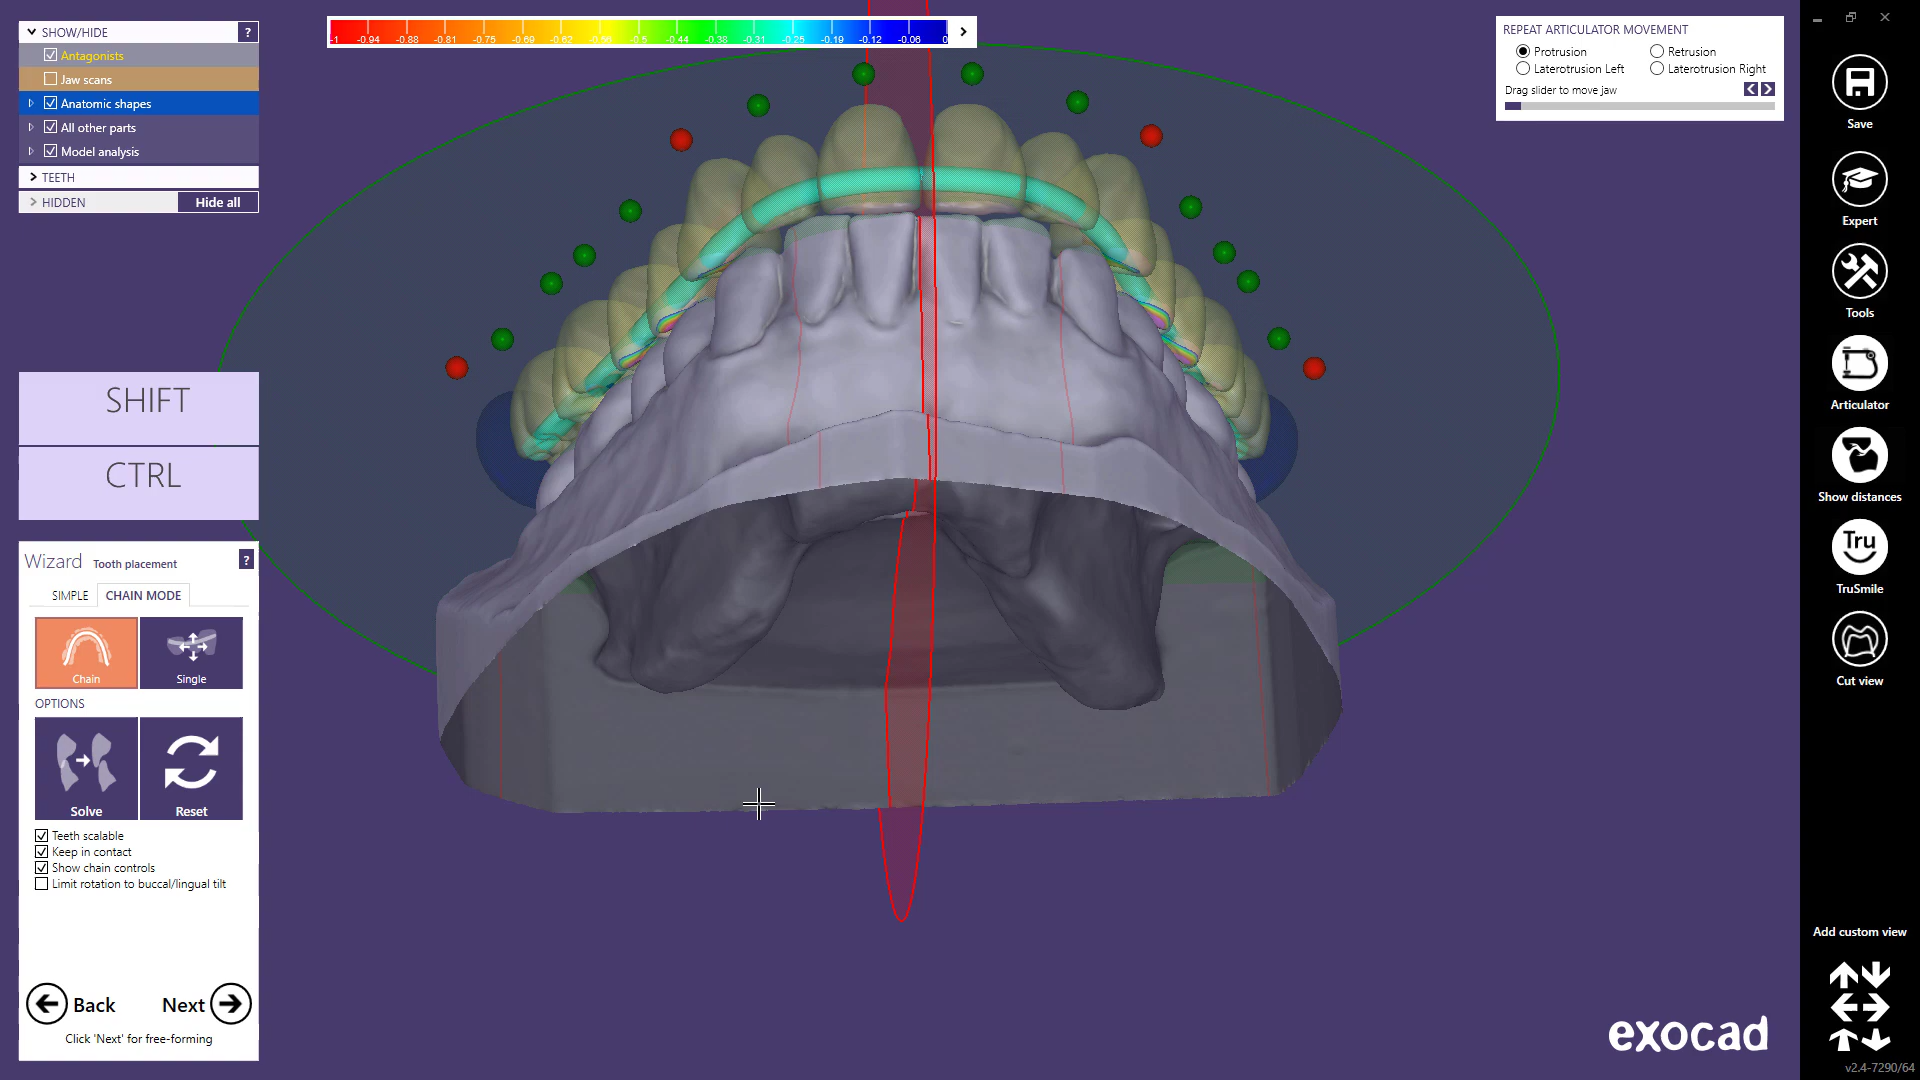 SHOW/HIDE ?
Antagonists
Jaw scans
Anatomic shapes
All other parts
Model analysis
TEETH
HIDDEN Hide all
-1 -0.94 -0.88 -0.81 -0.75 -0.69 -0.62 -0.56 -0.5 -0.44 -0.38 -0.31 -0.25 -0.19 -0.12 -0.06 0
REPEAT ARTICULATOR MOVEMENT
Protrusion Retrusion
Laterotrusion Left Laterotrusion Right
Drag slider to move jaw
SHIFT
CTRL
Wizard Tooth placement ?
SIMPLE CHAIN MODE
Chain Single
OPTIONS
Solve Reset
Teeth scalable
Keep in contact
Show chain controls
Limit rotation to buccal/lingual tilt
Back Next
Click 'Next' for free-forming
Save
Expert
Tools
Articulator
Show distances
Tru
TruSmile
Cut view
Add custom view
exocad
v2.4-7290/64